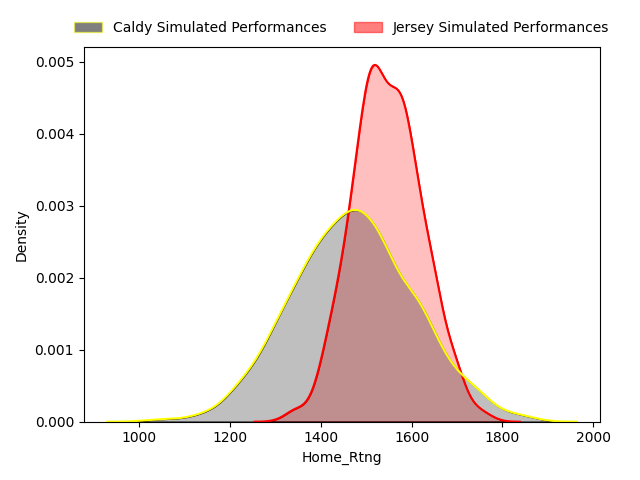 Caldy Simulated Performances
Jersey Simulated Performances
0.005
0.004
0.003
0.002
0.001
0.000
Density
1000 1200 1400 1600 1800 2000
Home_Rtng